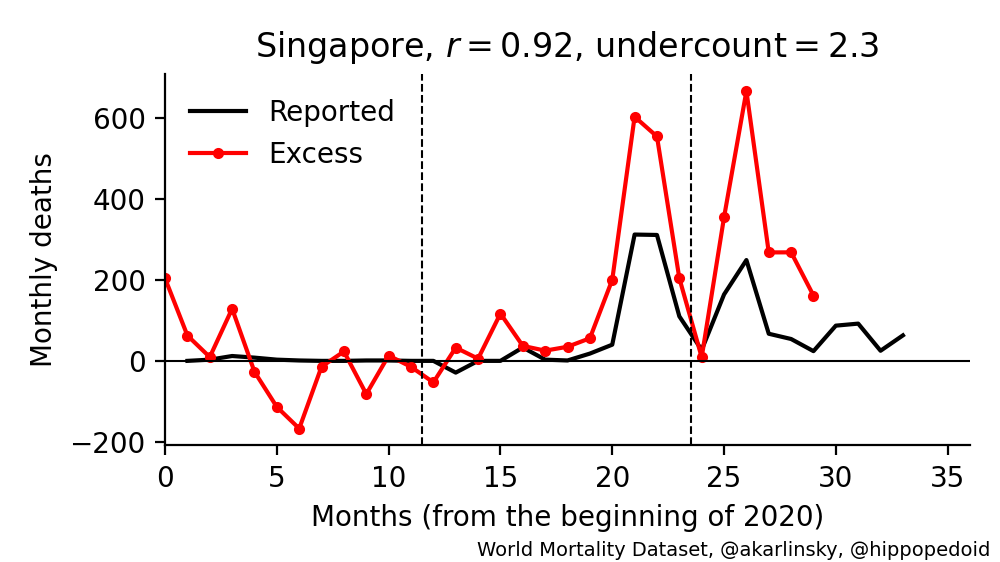 Singapore, r = 0.92, undercount = 2.3
Reported
Excess
Monthly deaths
600
400
200
0
−200
0 5 10 15 20 25 30 35
Months (from the beginning of 2020)
World Mortality Dataset, @akarlinsky, @hippopedoid